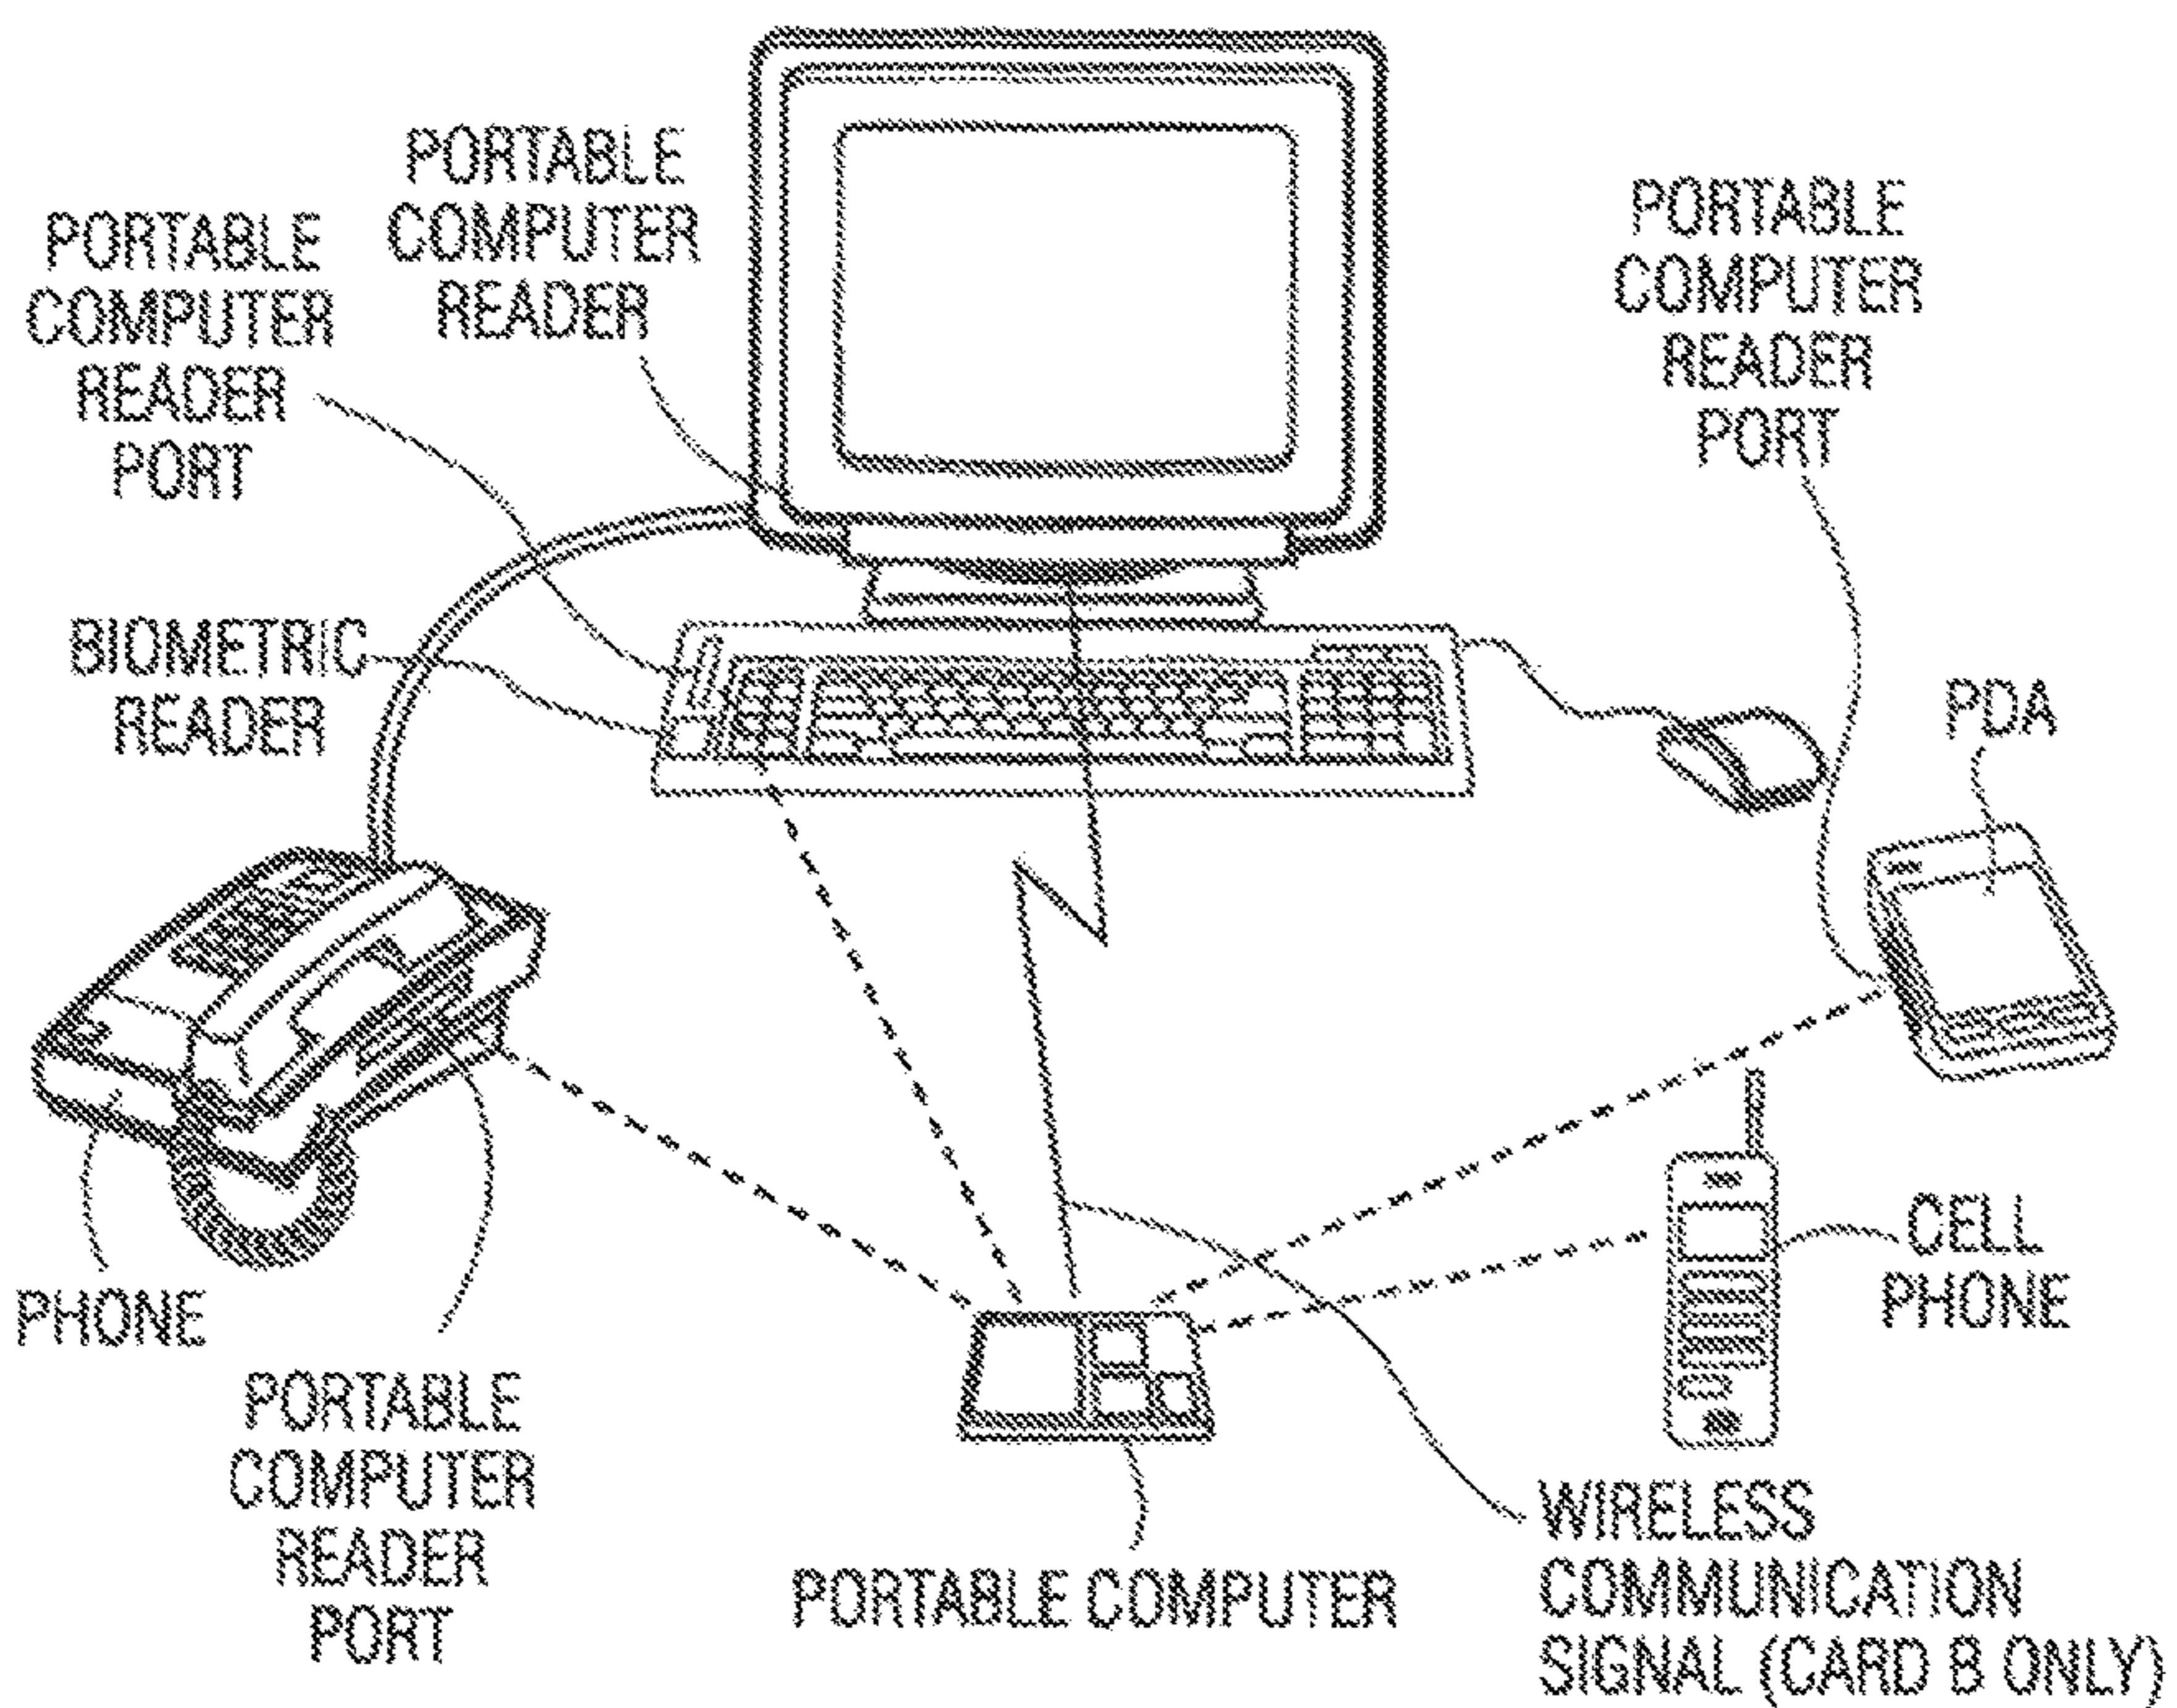 PORTABLE
COMPUTER
READER
PORTABLE
COMPUTER
READER
PORT
PORTABLE
COMPUTER
READER
PORT
BIOMETRIC
READER
PDA
CELL
PHONE
PHONE
PORTABLE
COMPUTER
READER
PORT
PORTABLE COMPUTER
WIRELESS
COMMUNICATION
SIGNAL (CARD B ONLY)